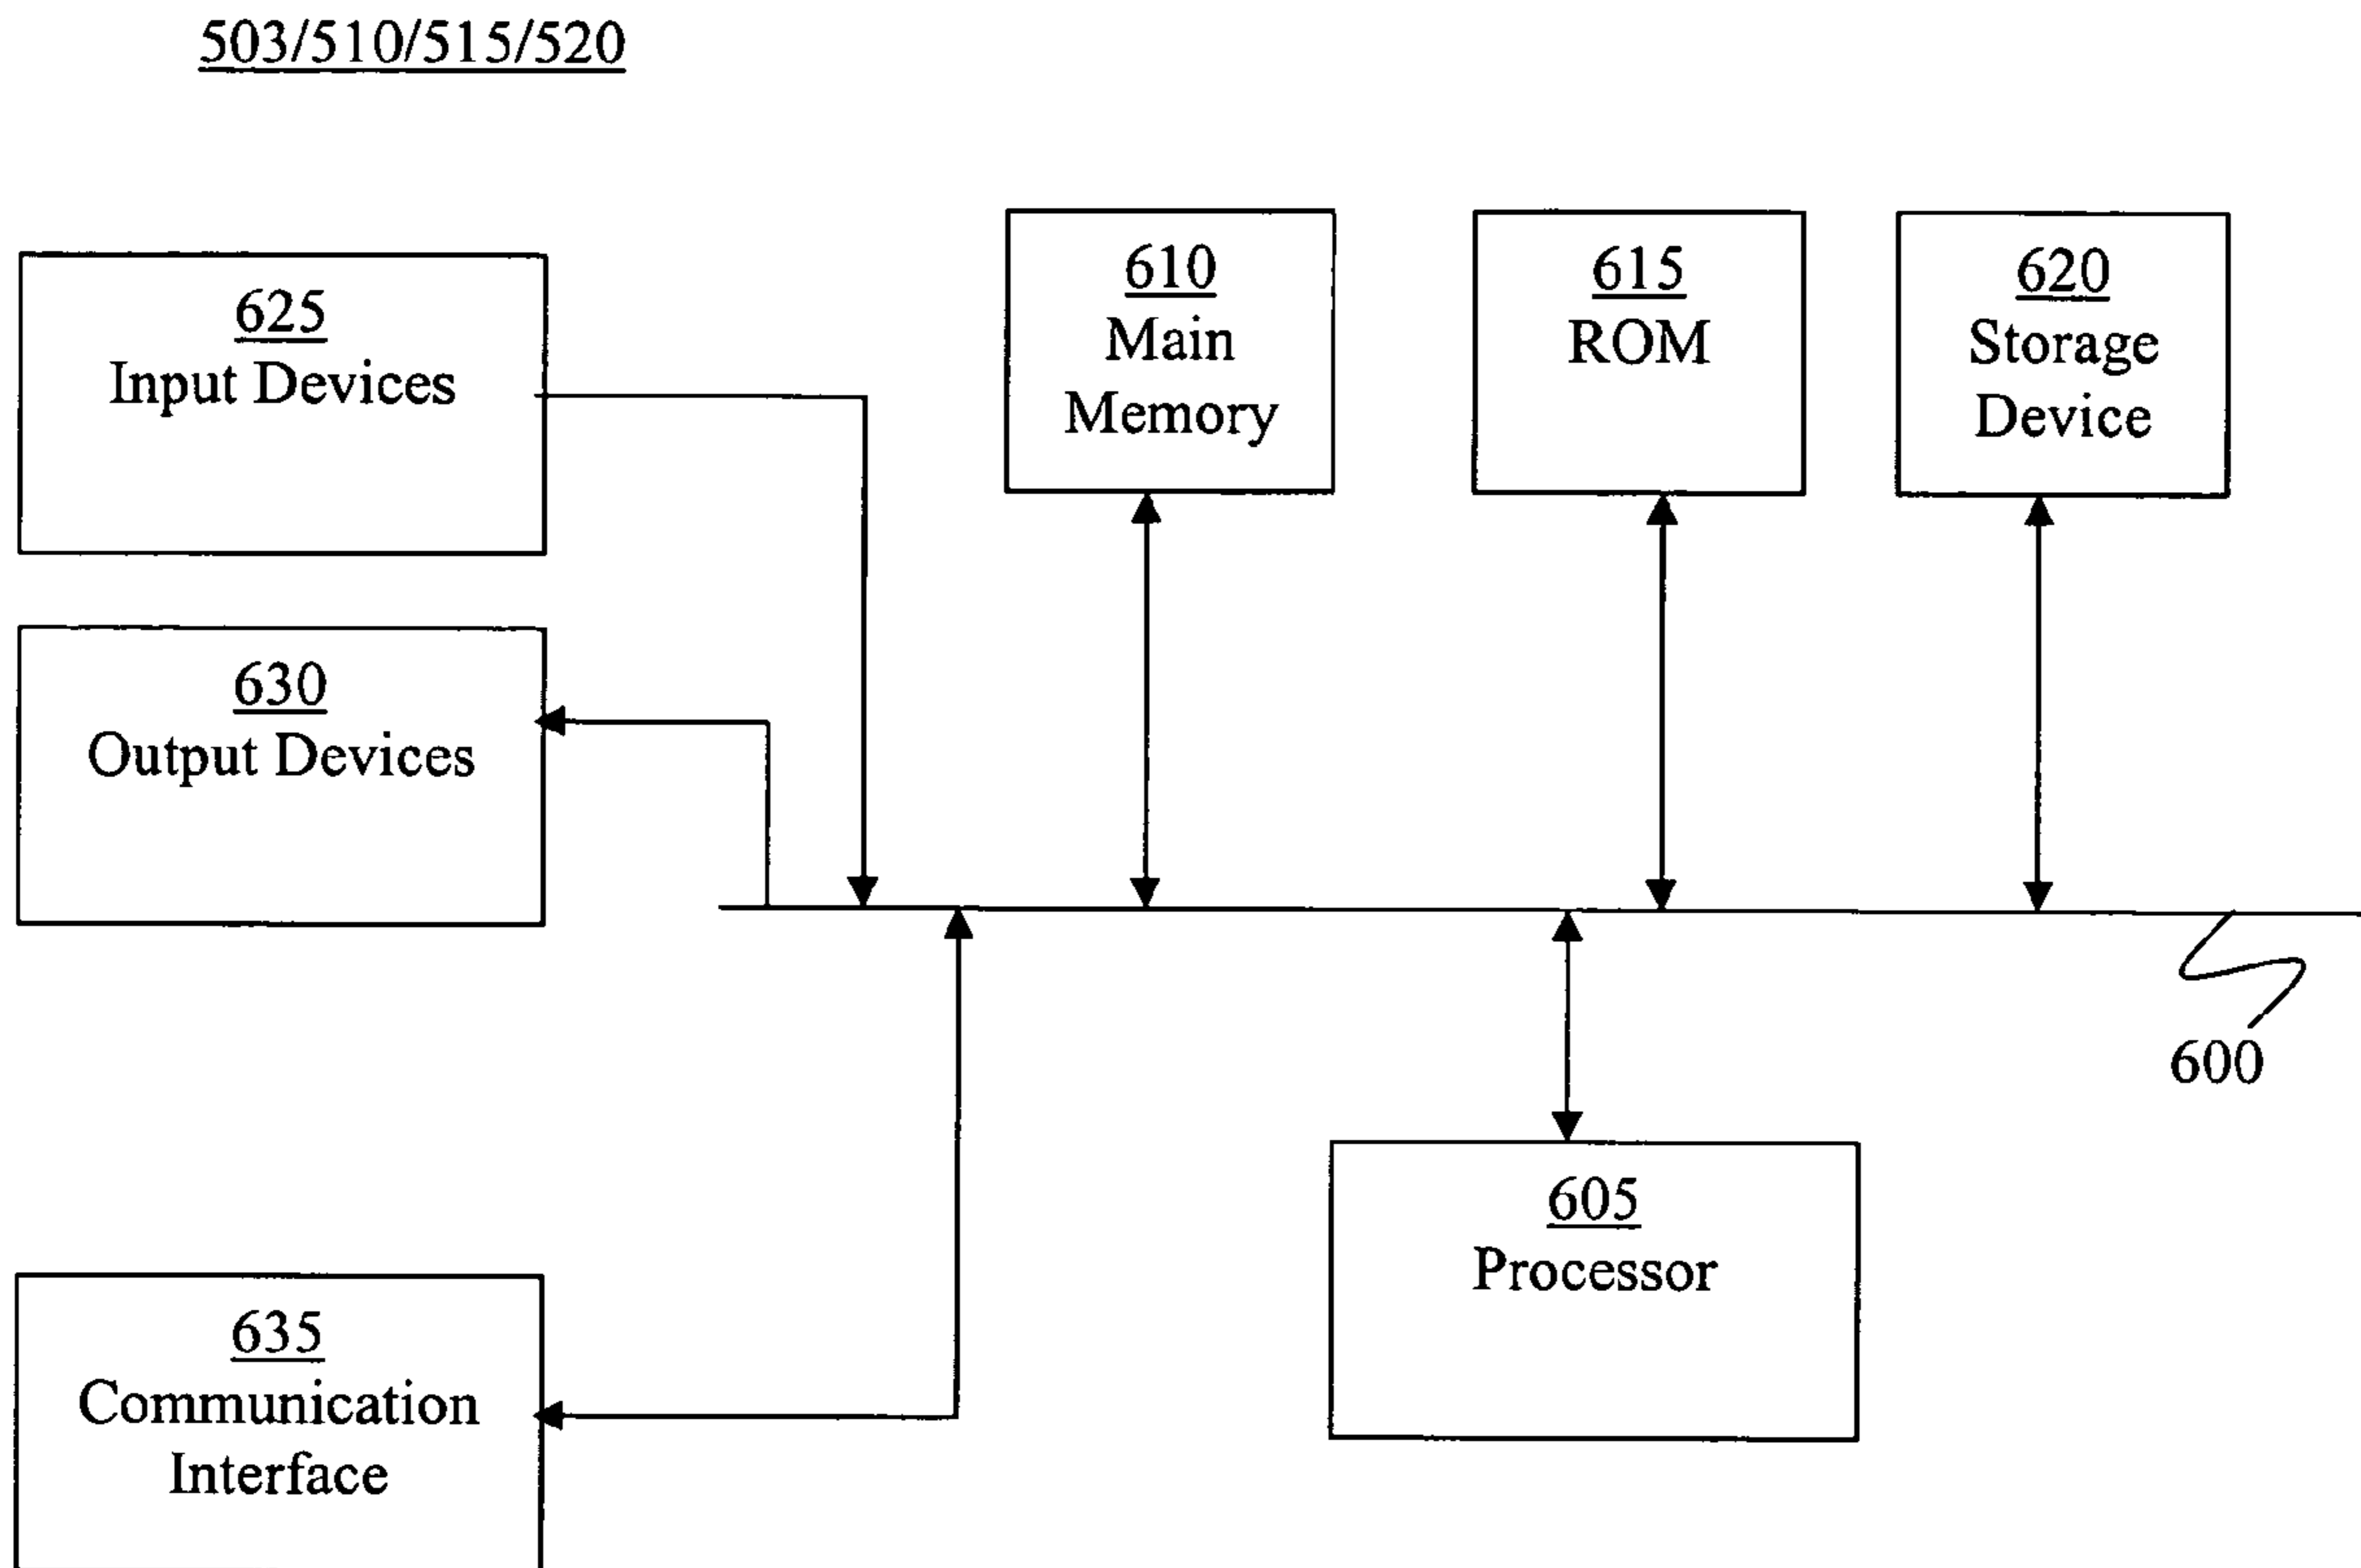 503/510/515/520
625
Input Devices
610
Main
Memory
615
ROM
620
Storage
Device
630
Output Devices
600
605
Processor
635
Communication
Interface